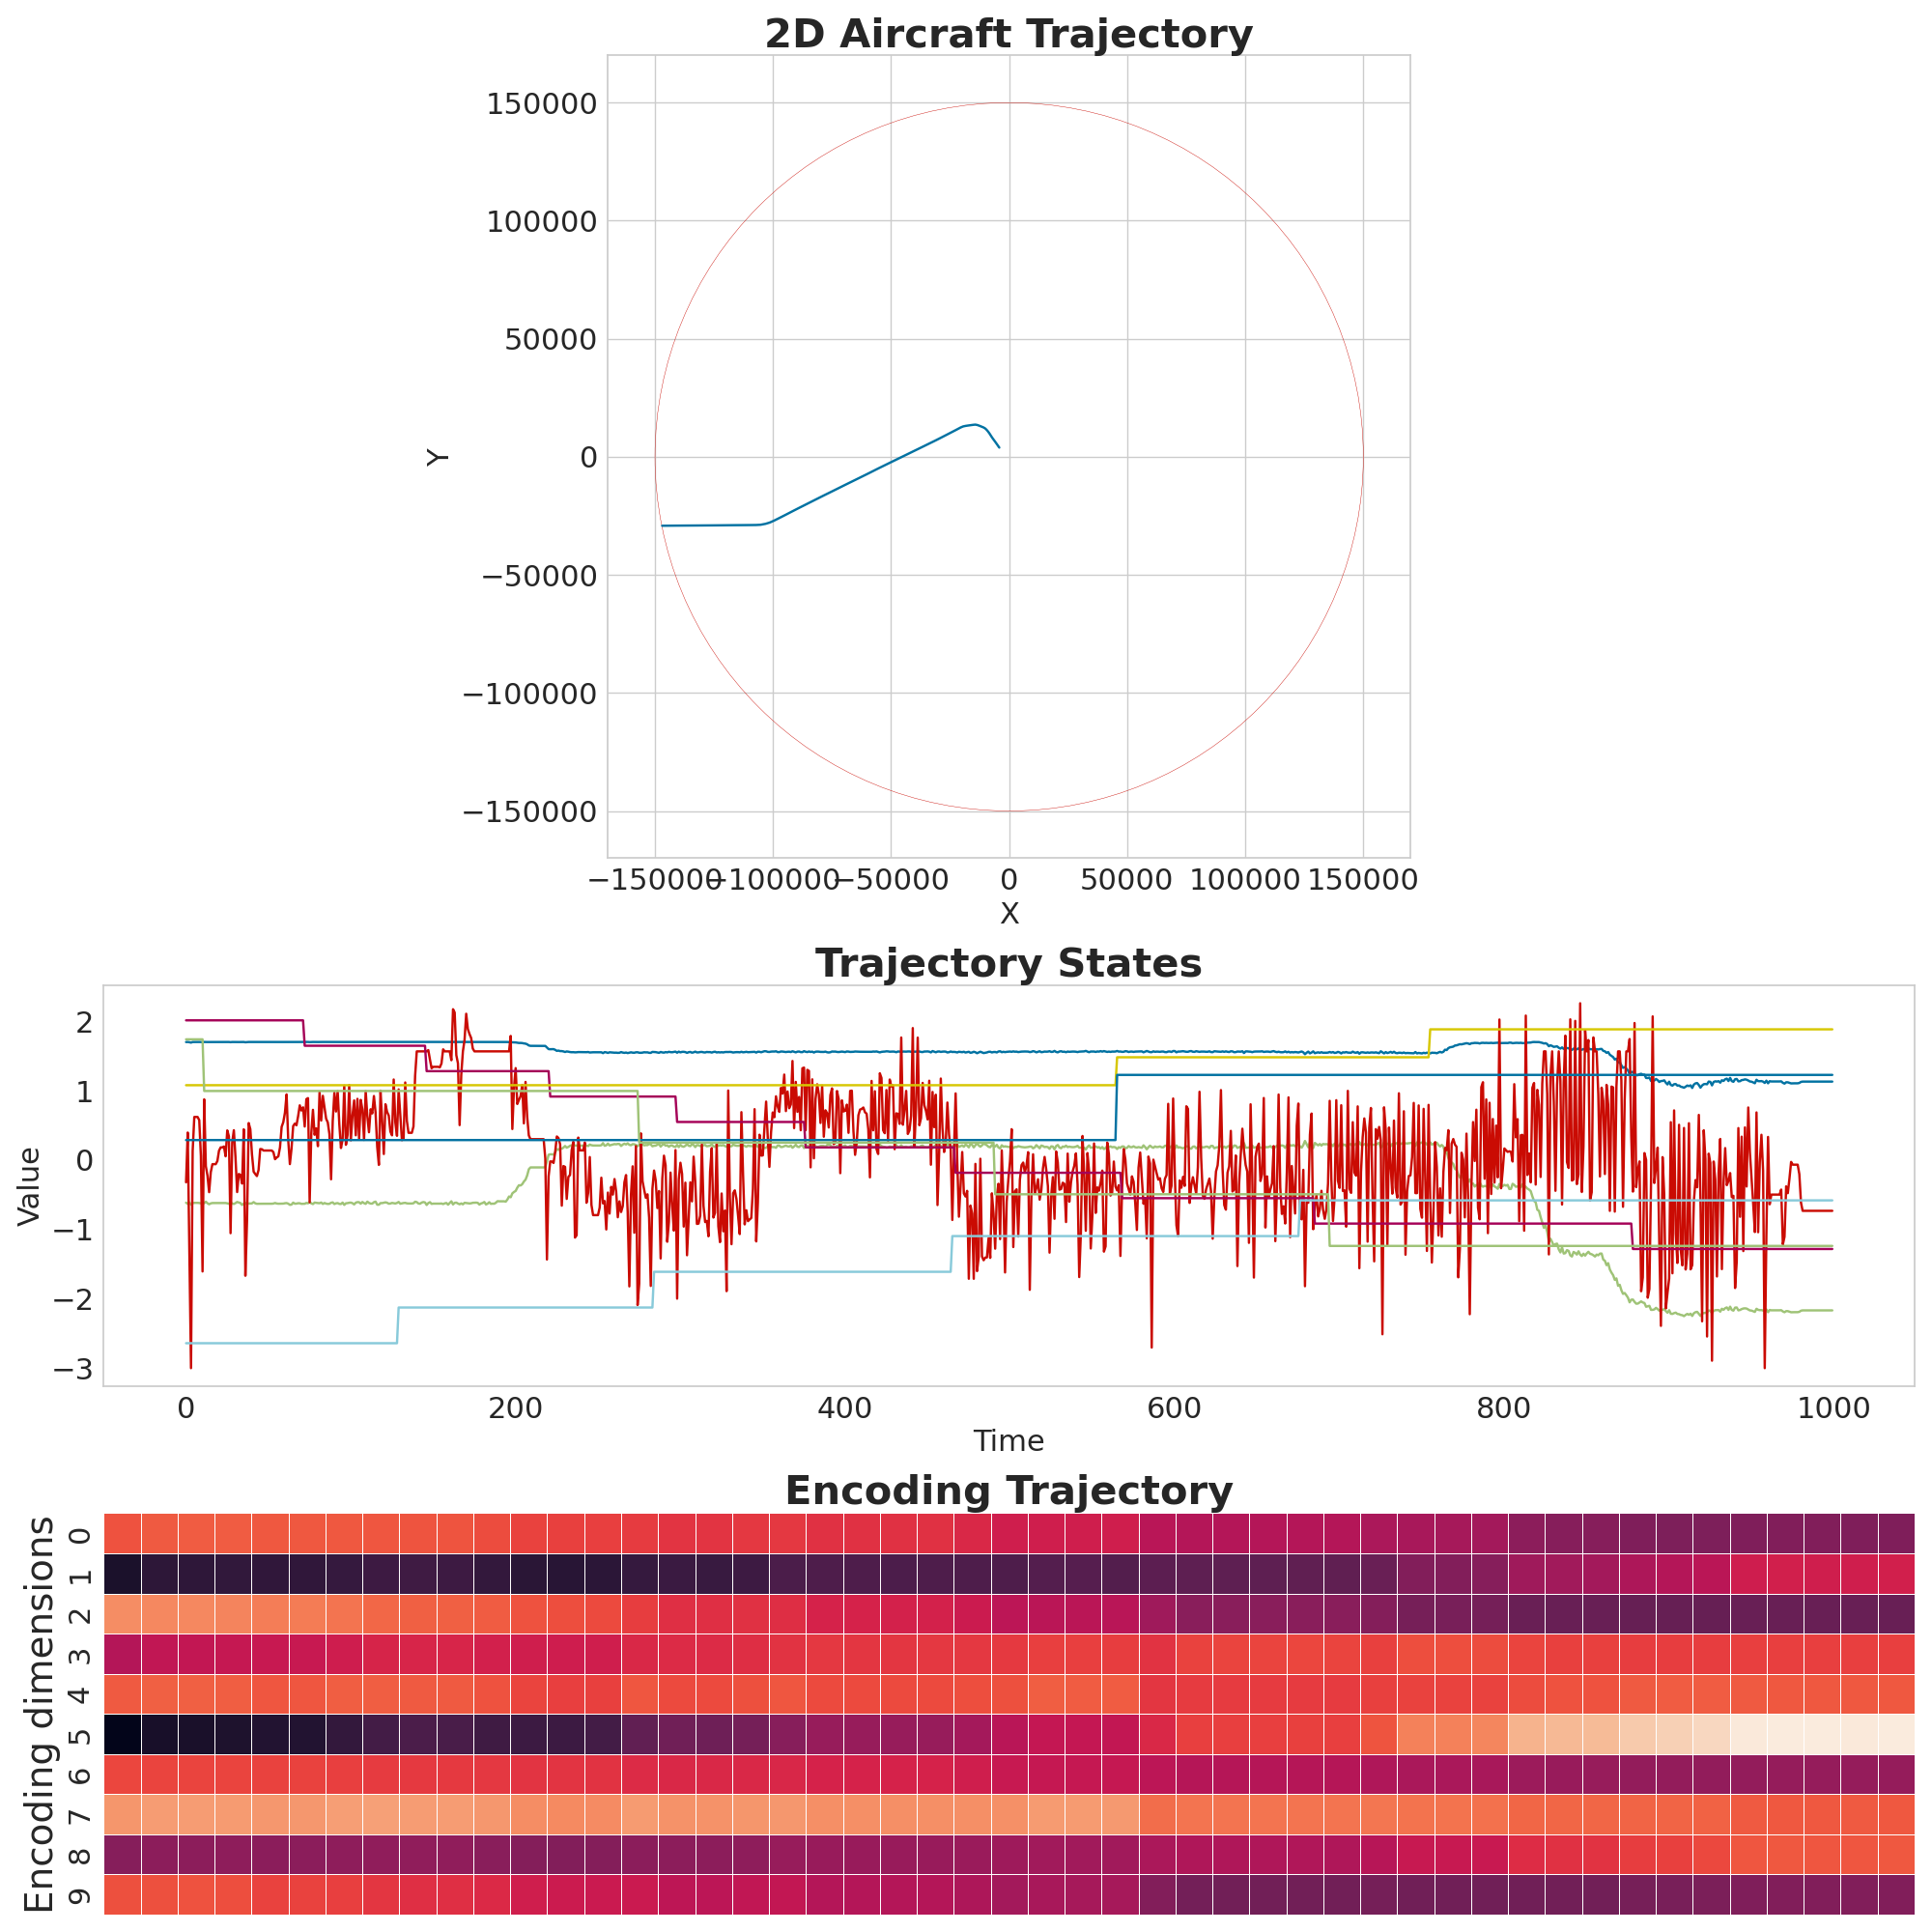 2D Aircraft Trajectory
150000
100000
50000
Y
0
−50000
−100000
−150000
−150000 −100000 −50000 0 50000 100000 150000
X
Trajectory States
2
1
0
Value
−1
−2
−3
0 200 400 600 800 1000
Time
Encoding Trajectory
Encoding dimensions
0
1
2
3
4
5
6
7
8
9